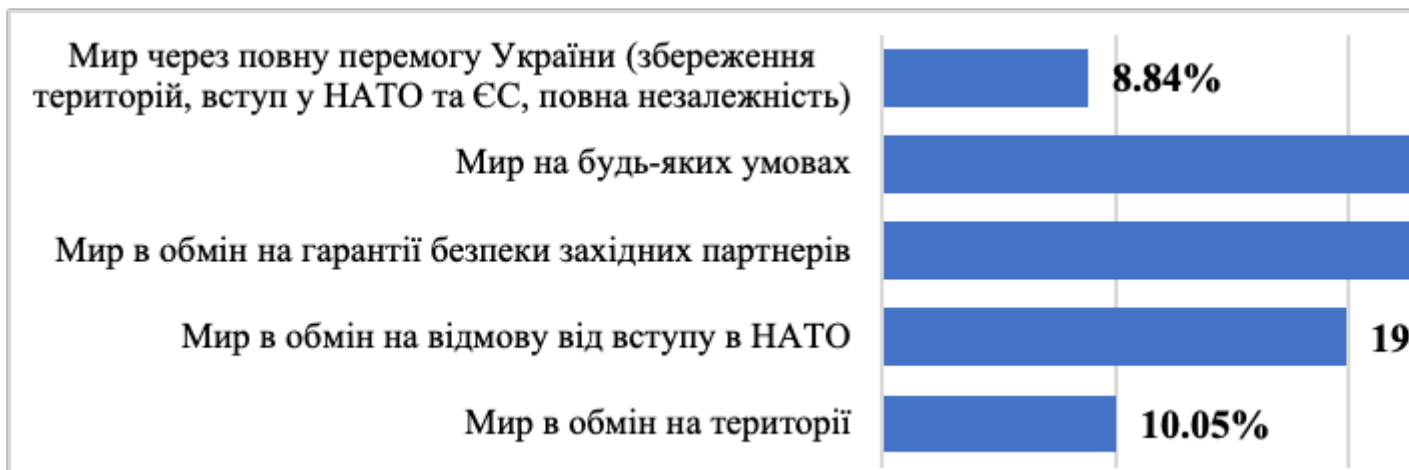 Мир через повну перемогу України (збереження
територій, вступ у НАТО та ЄС, повна незалежність)
8.84%
Мир на будь-яких умовах
Мир в обмін на гарантії безпеки західних партнерів
Мир в обмін на відмову від вступу в НАТО
19
Мир в обмін на території
10.05%